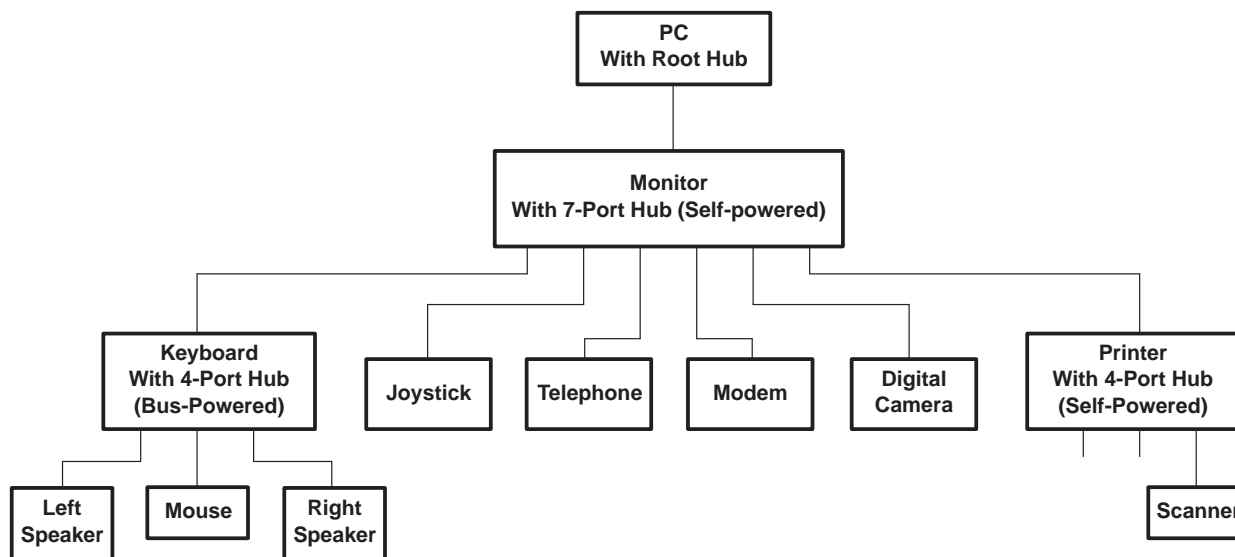 PC
With Root Hub
Monitor
With 7-Port Hub (Self-powered)
Keyboard
With 4-Port Hub
(Bus-Powered)
Joystick
Telephone
Modem
Digital
Camera
Printer
With 4-Port Hub
(Self-Powered)
Left
Speaker
Mouse
Right
Speaker
Scanner